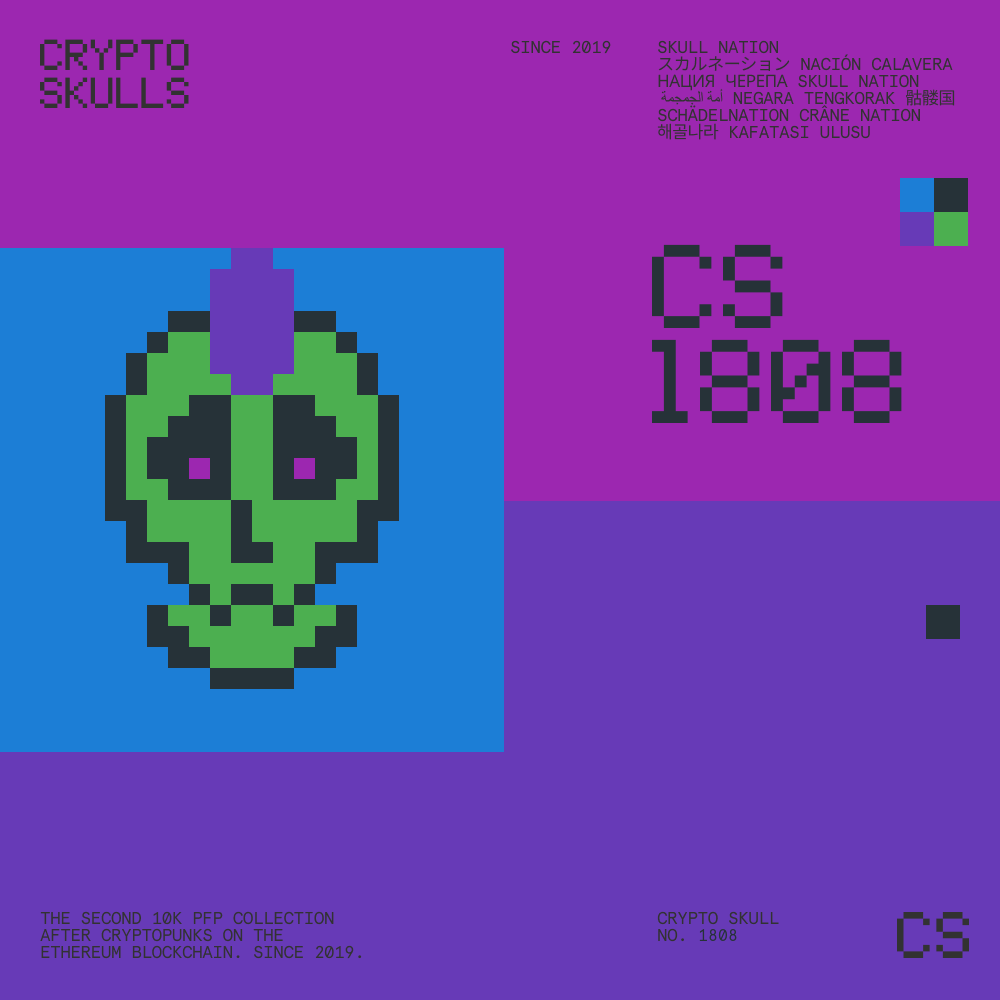 CRYPTO
SKULLS
SINCE 2019
SKULL NATION
スカルネーション NACIÓN CALAVERA
НАЦИЯ ЧЕРЕПА SKULL NATION
أمة الجمجمة NEGARA TENGKORAK 骷髅国
SCHÄDELNATION CRÂNE NATION
해골나라 KAFATASI ULUSU
CS
1808
THE SECOND 10K PFP COLLECTION
AFTER CRYPTOPUNKS ON THE
ETHEREUM BLOCKCHAIN. SINCE 2019.
CRYPTO SKULL
NO. 1808
CS